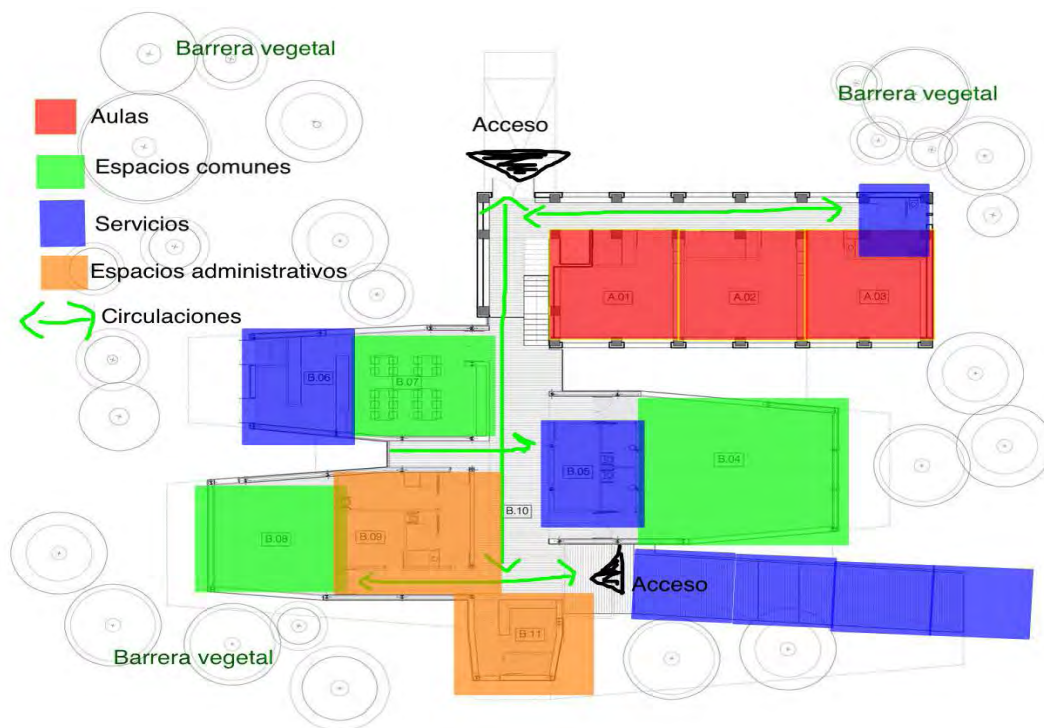 Barrera vegetal
Barrera vegetal
Aulas
Acceso
Espacios comunes
Servicios
Espacios administrativos
Circulaciones
A.01
A.02
A.03
B.06
B.07
B.05
B.04
B.08
B.09
B.10
Acceso
B.11
Barrera vegetal